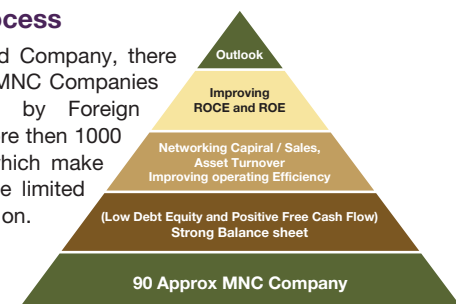 ocess
d Company, there
MNC Companies
by Foreign
re then 1000
which make
e limited
on.
Outlook
Improving
ROCE and ROE
Networking Capiral / Sales,
Asset Turnover
Improving operating Efficiency
(Low Debt Equity and Positive Free Cash Flow)
Strong Balance sheet
90 Approx MNC Company